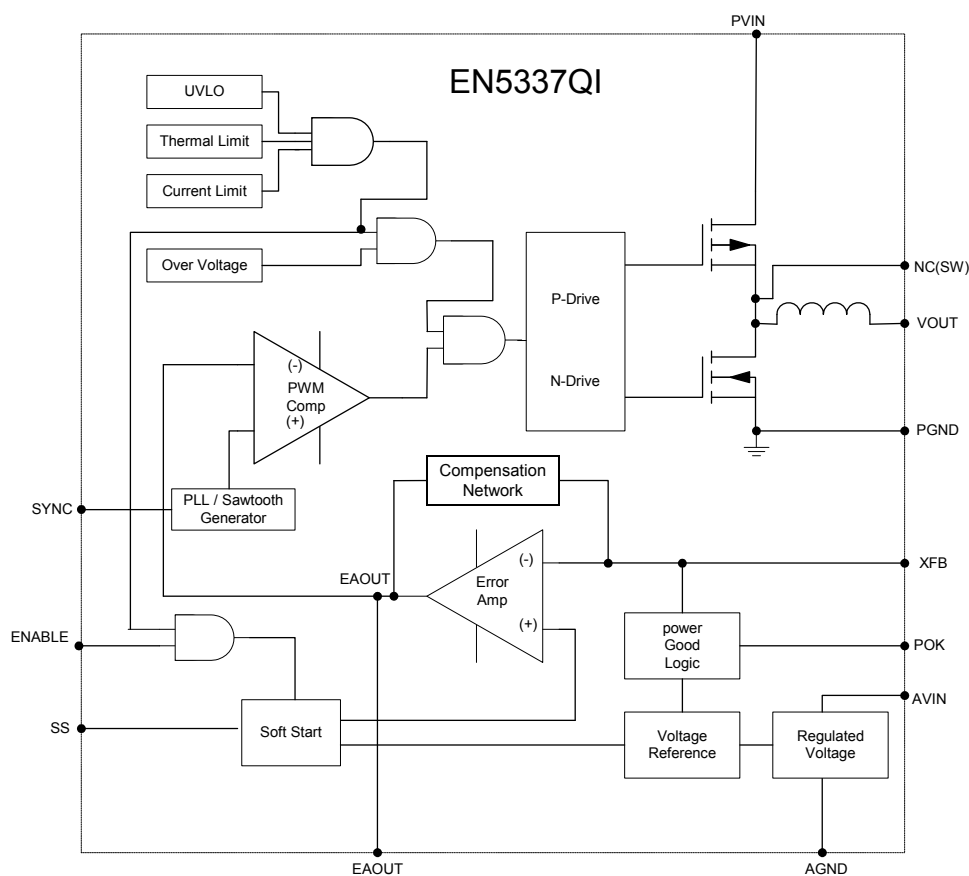 PVIN
EN5337QI
UVLO
Thermal Limit
Current Limit
Over Voltage
NC(SW)
P-Drive
VOUT
(-)
PWM
Comp
(+)
N-Drive
PGND
Compensation
Network
PLL / Sawtooth
Generator
SYNC
XFB
(-)
EAOUT
Error
Amp
(+)
power
Good
Logic
ENABLE
POK
AVIN
SS
Soft Start
Voltage
Reference
Regulated
Voltage
EAOUT
AGND